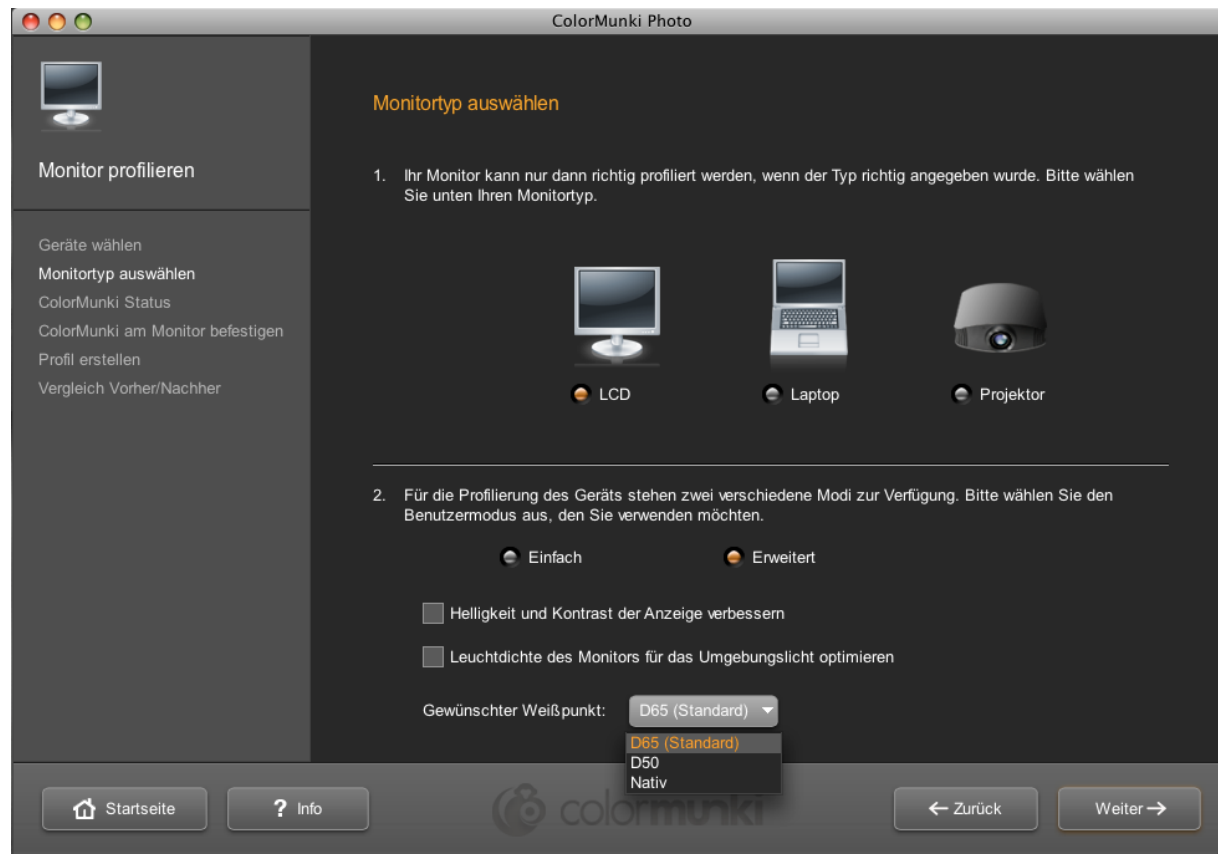 ColorMunki Photo
Monitor profilieren
Geräte wählen
Monitortyp auswählen
ColorMunki Status
ColorMunki am Monitor befestigen
Profil erstellen
Vergleich Vorher/Nachher
Monitortyp auswählen
1. Ihr Monitor kann nur dann richtig profiliert werden, wenn der Typ richtig angegeben wurde. Bitte wählen
Sie unten Ihren Monitortyp.
LCD
Laptop
Projektor
2. Für die Profilierung des Geräts stehen zwei verschiedene Modi zur Verfügung. Bitte wählen Sie den
Benutzermodus aus, den Sie verwenden möchten.
Einfach
Erweitert
Helligkeit und Kontrast der Anzeige verbessern
Leuchtdichte des Monitors für das Umgebungslicht optimieren
Gewünschter Weißpunkt: D65 (Standard)
D65 (Standard)
D50
Nativ
Startseite
? Info
colormunki
← Zurück
Weiter →